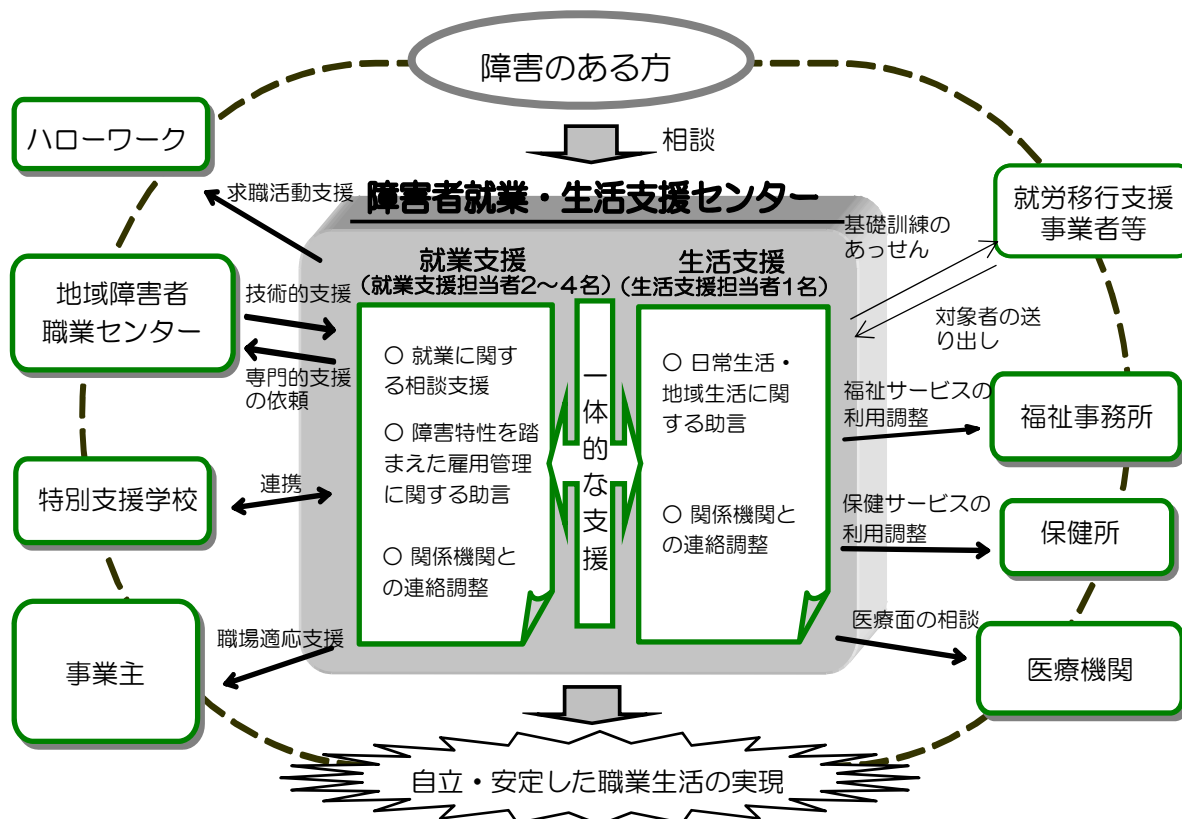 障害のある方
相談
ハローワーク
求職活動支援
障害者就業・生活支援センター
就労移行支援
事業者等
基礎訓練の
あっせん
対象者の送
り出し
地域障害者
職業センター
技術的支援
専門的支援
の依頼
就業支援
（就業支援担当者2～4名）
生活支援
（生活支援担当者1名）
○ 就業に関す
る相談支援
○ 障害特性を踏
まえた雇用管理
に関する助言
○ 関係機関と
の連絡調整
一体的な支援
○ 日常生活・
地域生活に関
する助言
○ 関係機関と
の連絡調整
福祉サービスの
利用調整
福祉事務所
特別支援学校
連携
保健サービスの
利用調整
保健所
事業主
職場適応支援
医療面の相談
医療機関
自立・安定した職業生活の実現